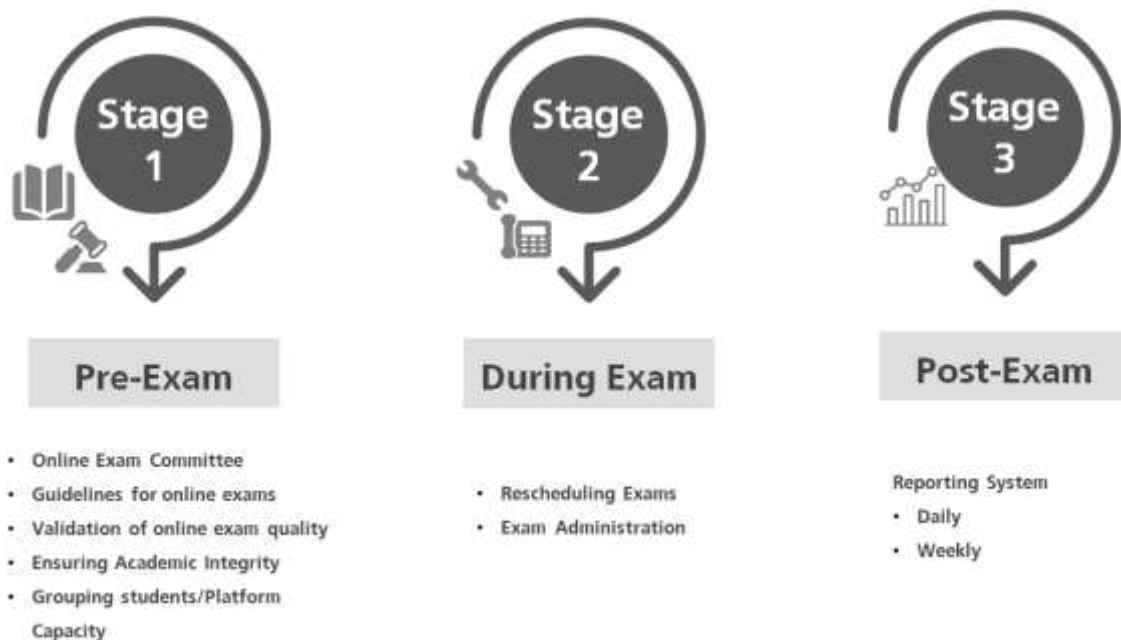 Stage
1
Pre-Exam
• Online Exam Committee
• Guidelines for online exams
• Validation of online exam quality
• Ensuring Academic Integrity
• Grouping students/Platform
Capacity
Stage
2
During Exam
• Rescheduling Exams
• Exam Administration
Stage
3
Post-Exam
Reporting System
• Daily
• Weekly